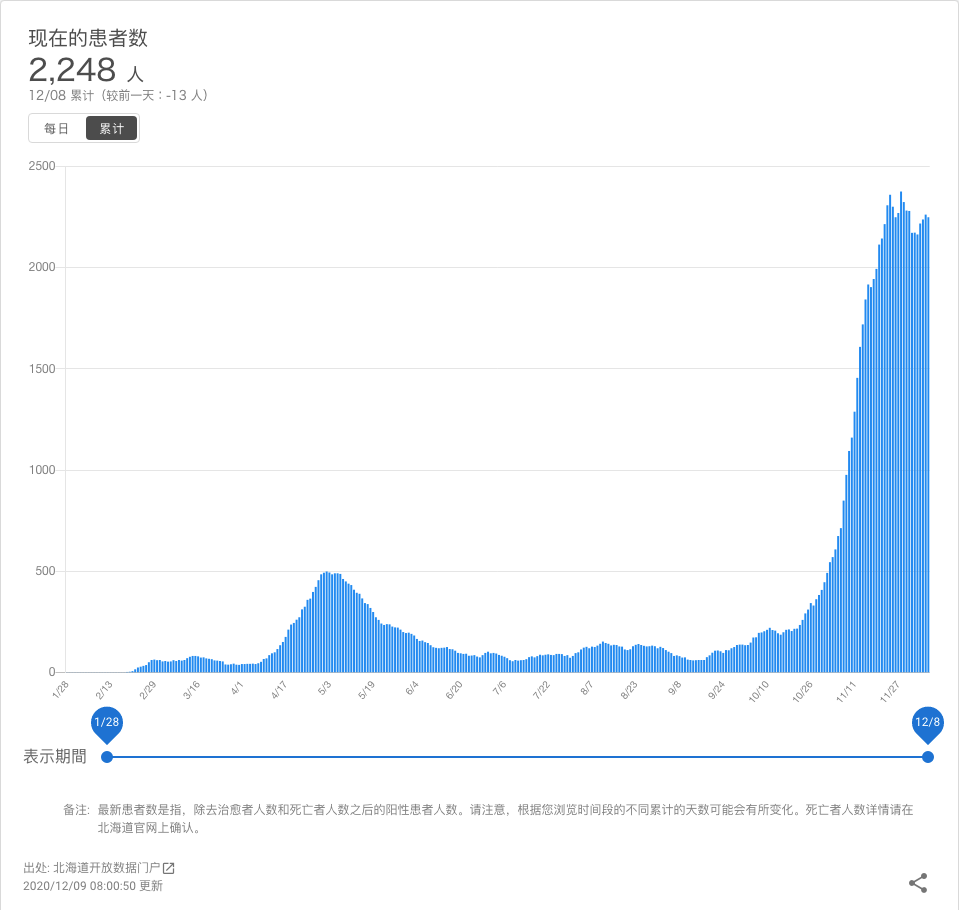 现在的患者数
2,248 人
12/08 累计（较前一天：-13 人）
每日 累计
2500
2000
1500
1000
500
0
1/28 2/13 2/29 3/16 4/1 4/17 5/3 5/19 6/4 6/20 7/6 7/22 8/7 8/23 9/8 9/24 10/10 10/26 11/11 11/27
1/28 12/8
表示期間
备注: 最新患者数是指，除去治愈者人数和死亡者人数之后的阳性患者人数。请注意，根据您浏览时间段的不同累计的天数可能会有所变化。死亡者人数详情请在
北海道官网上确认。
出处: 北海道开放数据门户
2020/12/09 08:00:50 更新